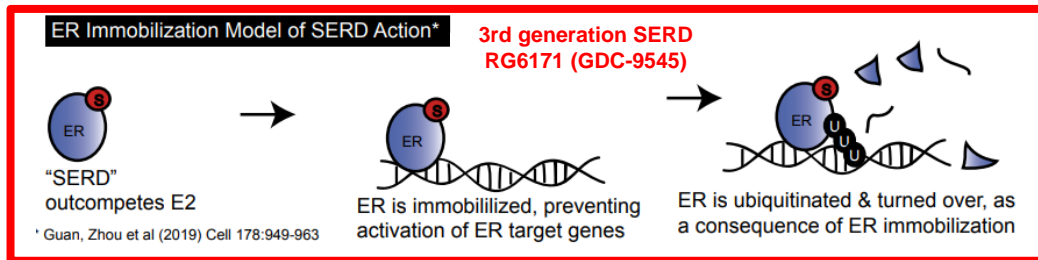 ER Immobilization Model of SERD Action*
3rd generation SERD
RG6171 (GDC-9545)
S
ER
S
ER
S
ER
U
U
U
"SERD"
outcompetes E2
ER is immobililized, preventing
activation of ER target genes
ER is ubiquitinated & turned over, as
a consequence of ER immobilization
* Guan, Zhou et al (2019) Cell 178:949-963